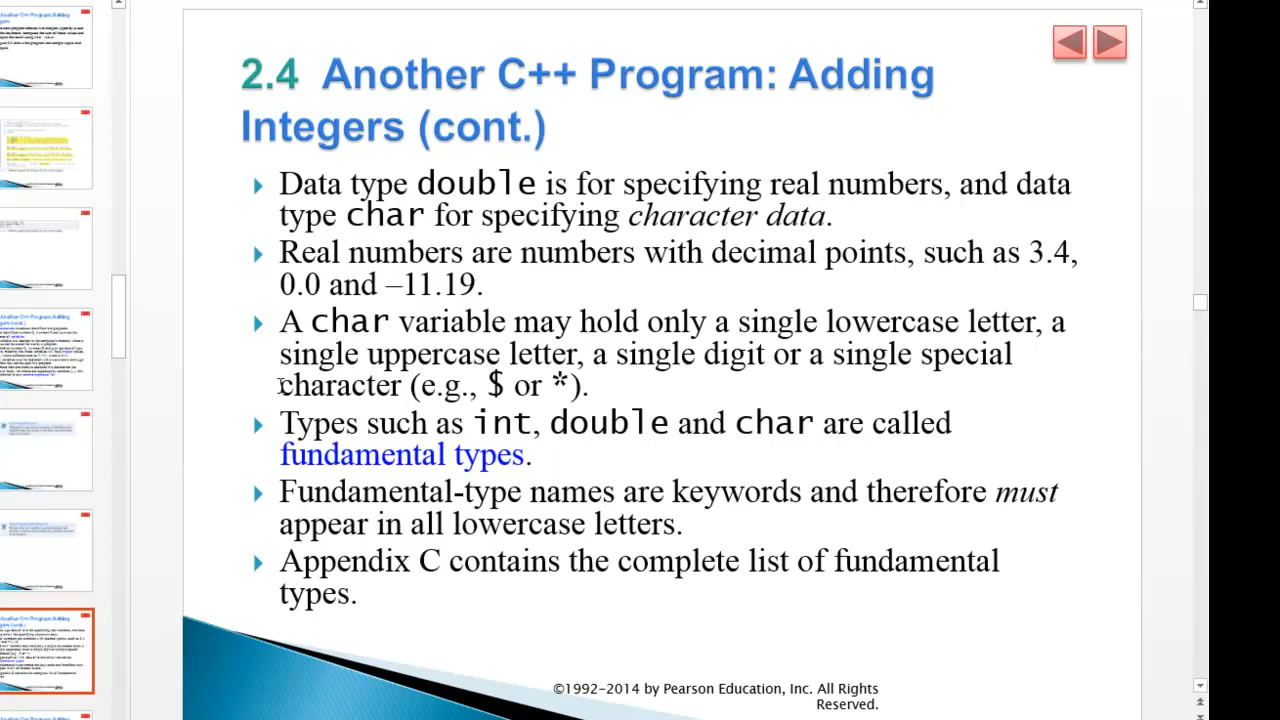 2.4 Another C++ Program: Adding
Integers (cont.)
Data type double is for specifying real numbers, and data
type char for specifying character data.
Real numbers are numbers with decimal points, such as 3.4,
0.0 and –11.19.
A char variable may hold only a single lowercase letter, a
single uppercase letter, a single digit or a single special
character (e.g., $ or *).
Types such as int, double and char are called
fundamental types.
Fundamental-type names are keywords and therefore must
appear in all lowercase letters.
Appendix C contains the complete list of fundamental
types.
©1992-2014 by Pearson Education, Inc. All Rights
Reserved.